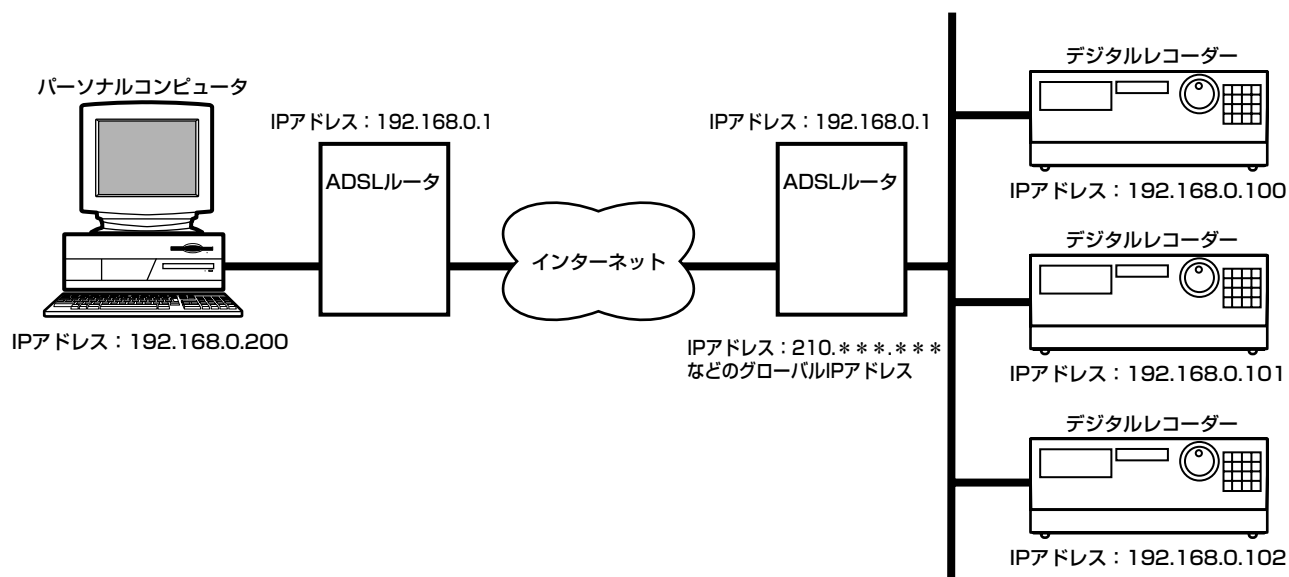 パーソナルコンピュータ
IPアドレス：192.168.0.200
IPアドレス：192.168.0.1
ADSLルータ
インターネット
IPアドレス：192.168.0.1
ADSLルータ
IPアドレス：210.＊＊＊.＊＊＊
などのグローバルIPアドレス
デジタルレコーダー
IPアドレス：192.168.0.100
デジタルレコーダー
IPアドレス：192.168.0.101
デジタルレコーダー
IPアドレス：192.168.0.102